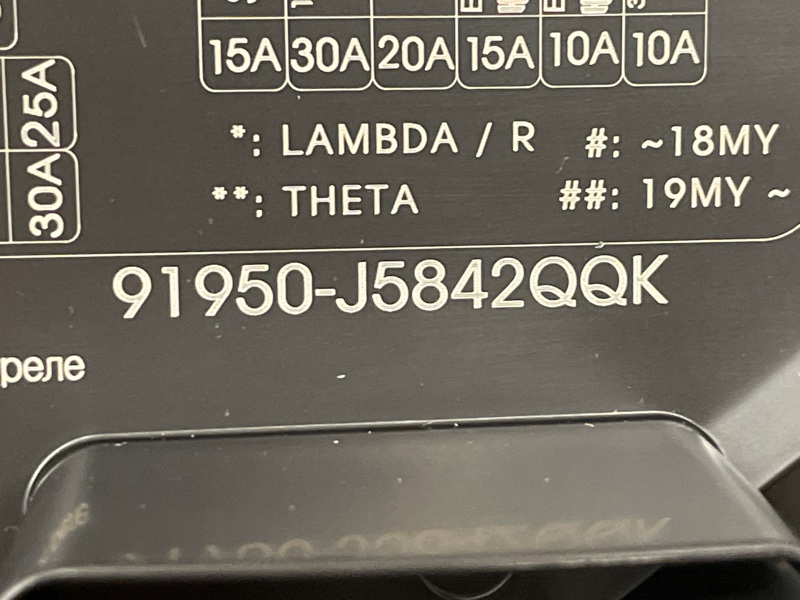 15A 30A 20A 15A 10A 10A
25A
30A
*: LAMBDA / R #: ~18MY
**: THETA ##: 19MY ~
91950-J5842QQK
реле